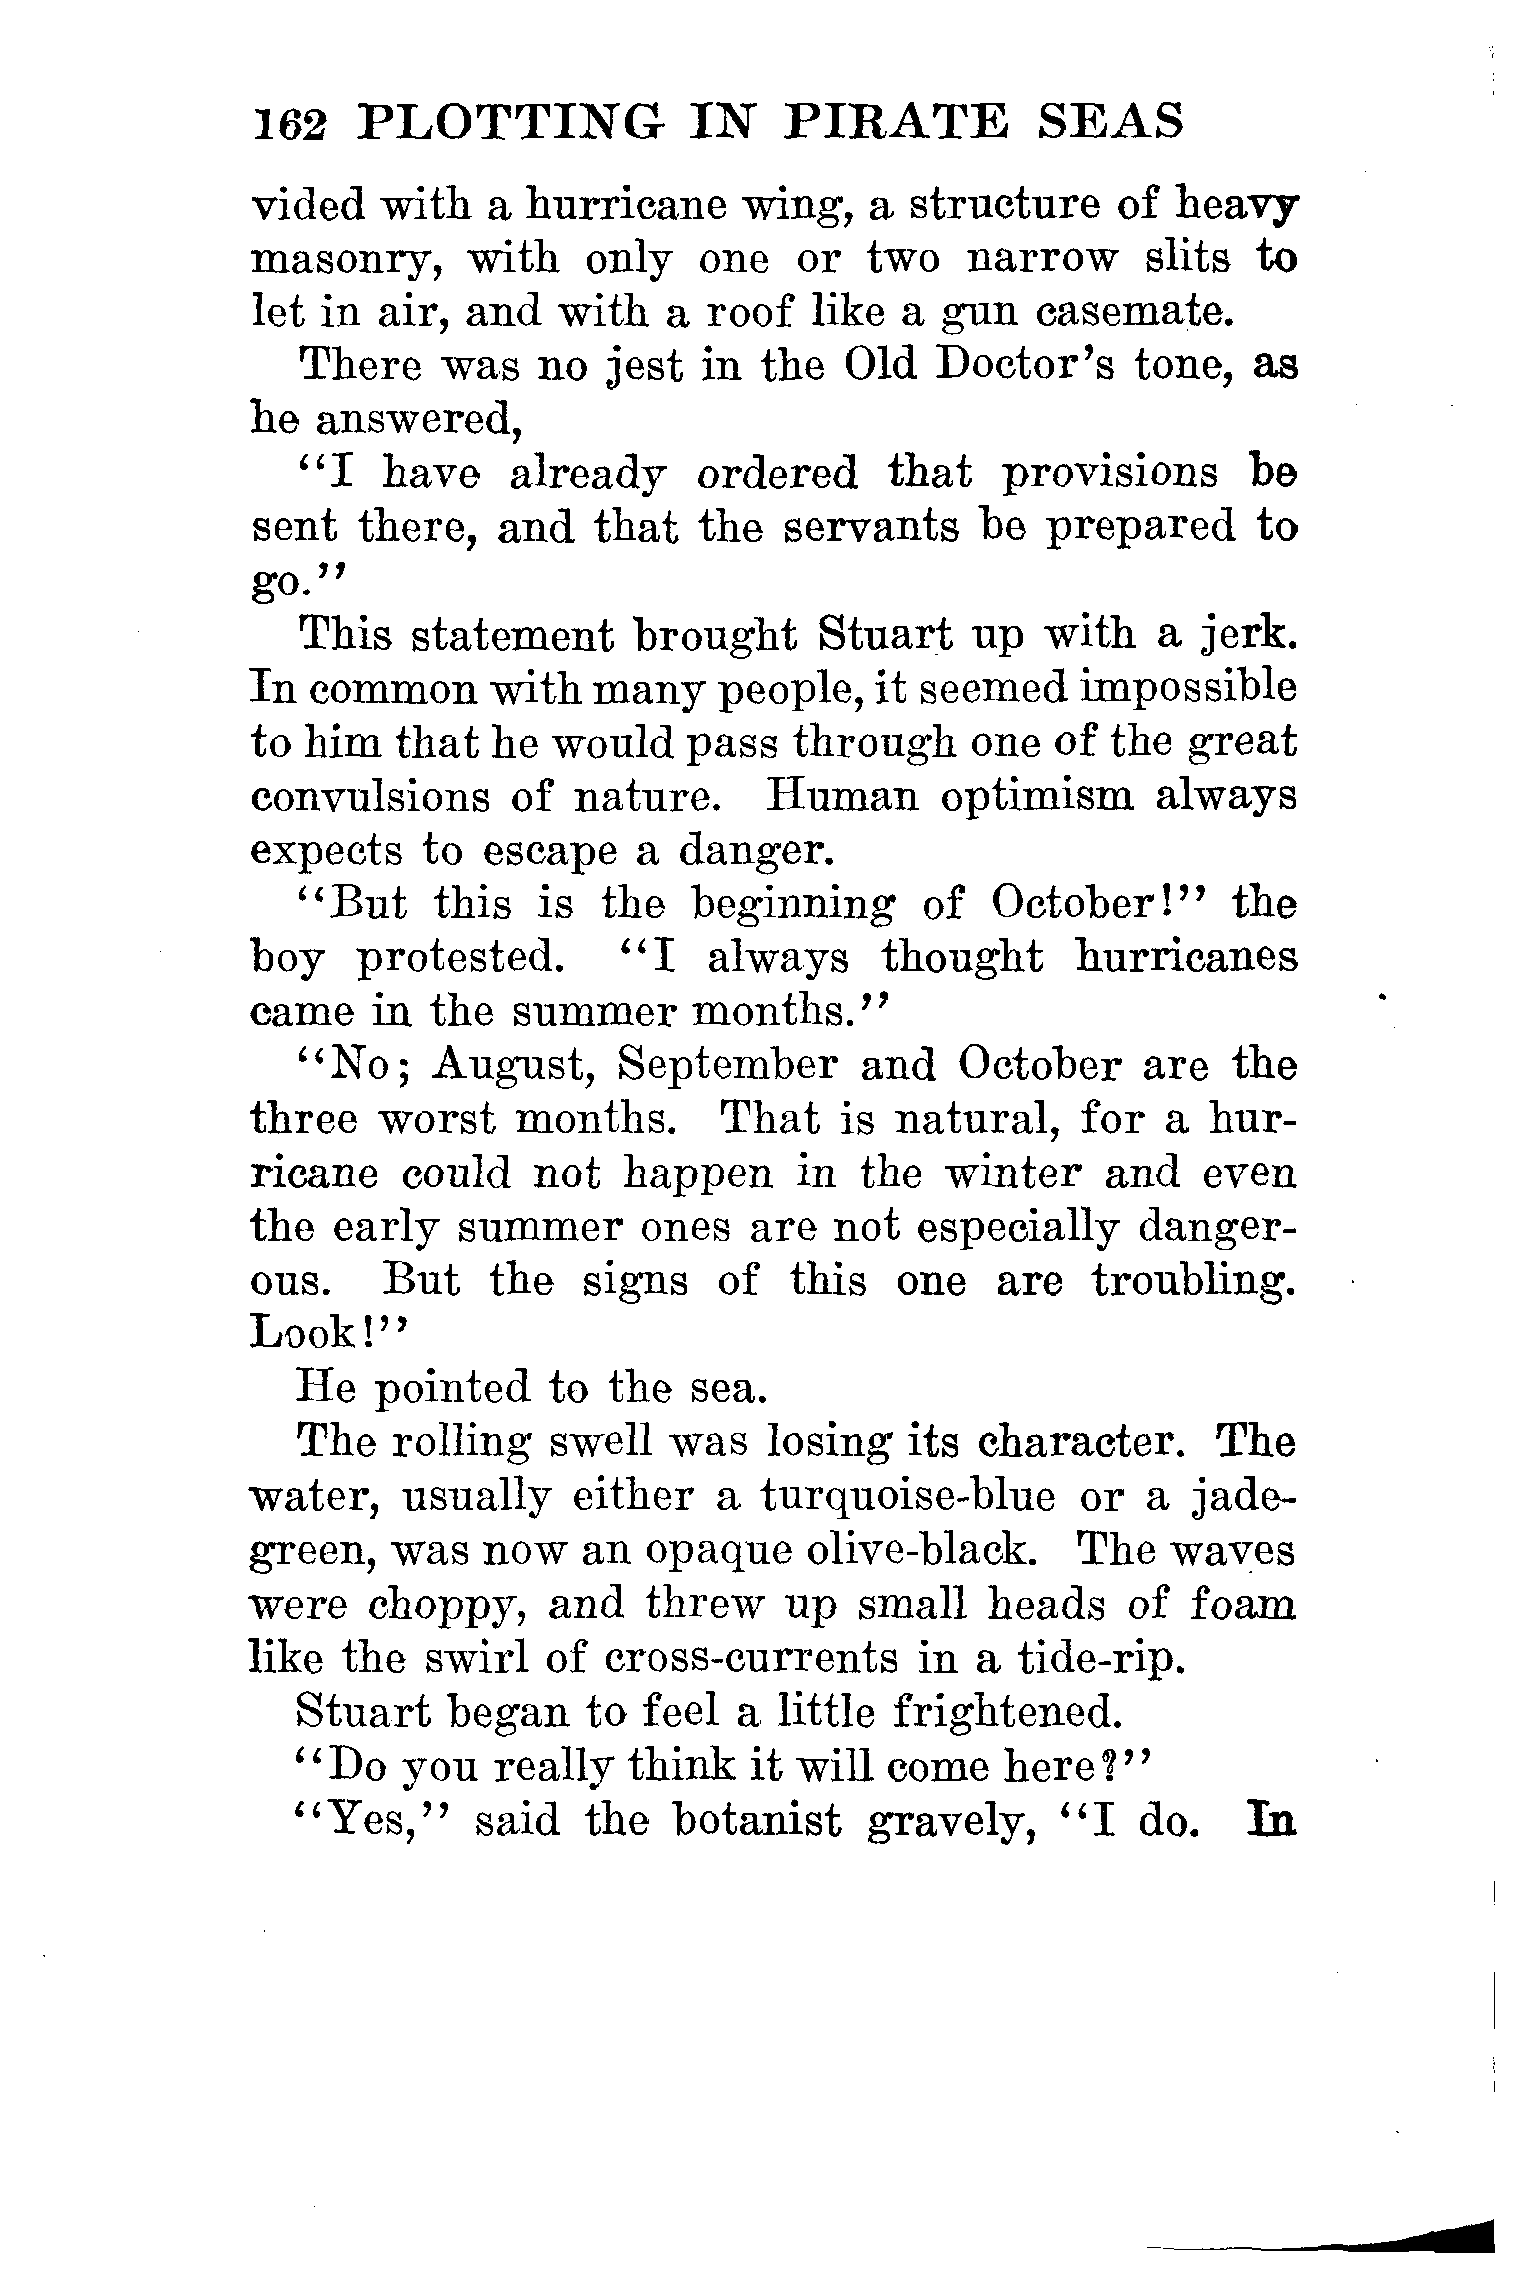 162 PLOTTING IN PIRATE SEAS
vided with a hurricane wing, a structure of heavy
masonry, with only one or two narrow slits to
let in air, and with a roof like a gun casemate.
There was no jest in the Old Doctor's tone, as
he answered,
"I have already ordered that provisions be
sent there, and that the servants be prepared to
go."
This statement brought Stuart up with a jerk.
In common with many people, it seemed impossible
to him that he would pass through one of the great
convulsions of nature. Human optimism always
expects to escape a danger.
"But this is the beginning of October!" the
boy protested. "I always thought hurricanes
came in the summer months."
"No; August, September and October are the
three worst months. That is natural, for a hur-
ricane could not happen in the winter and even
the early summer ones are not especially danger-
ous. But the signs of this one are troubling.
Look!"
He pointed to the sea.
The rolling swell was losing its character. The
water, usually either a turquoise-blue or a jade-
green, was now an opaque olive-black. The waves
were choppy, and threw up small heads of foam
like the swirl of cross-currents in a tide-rip.
Stuart began to feel a little frightened.
"Do you really think it will come here?"
"Yes," said the botanist gravely, "I do. In